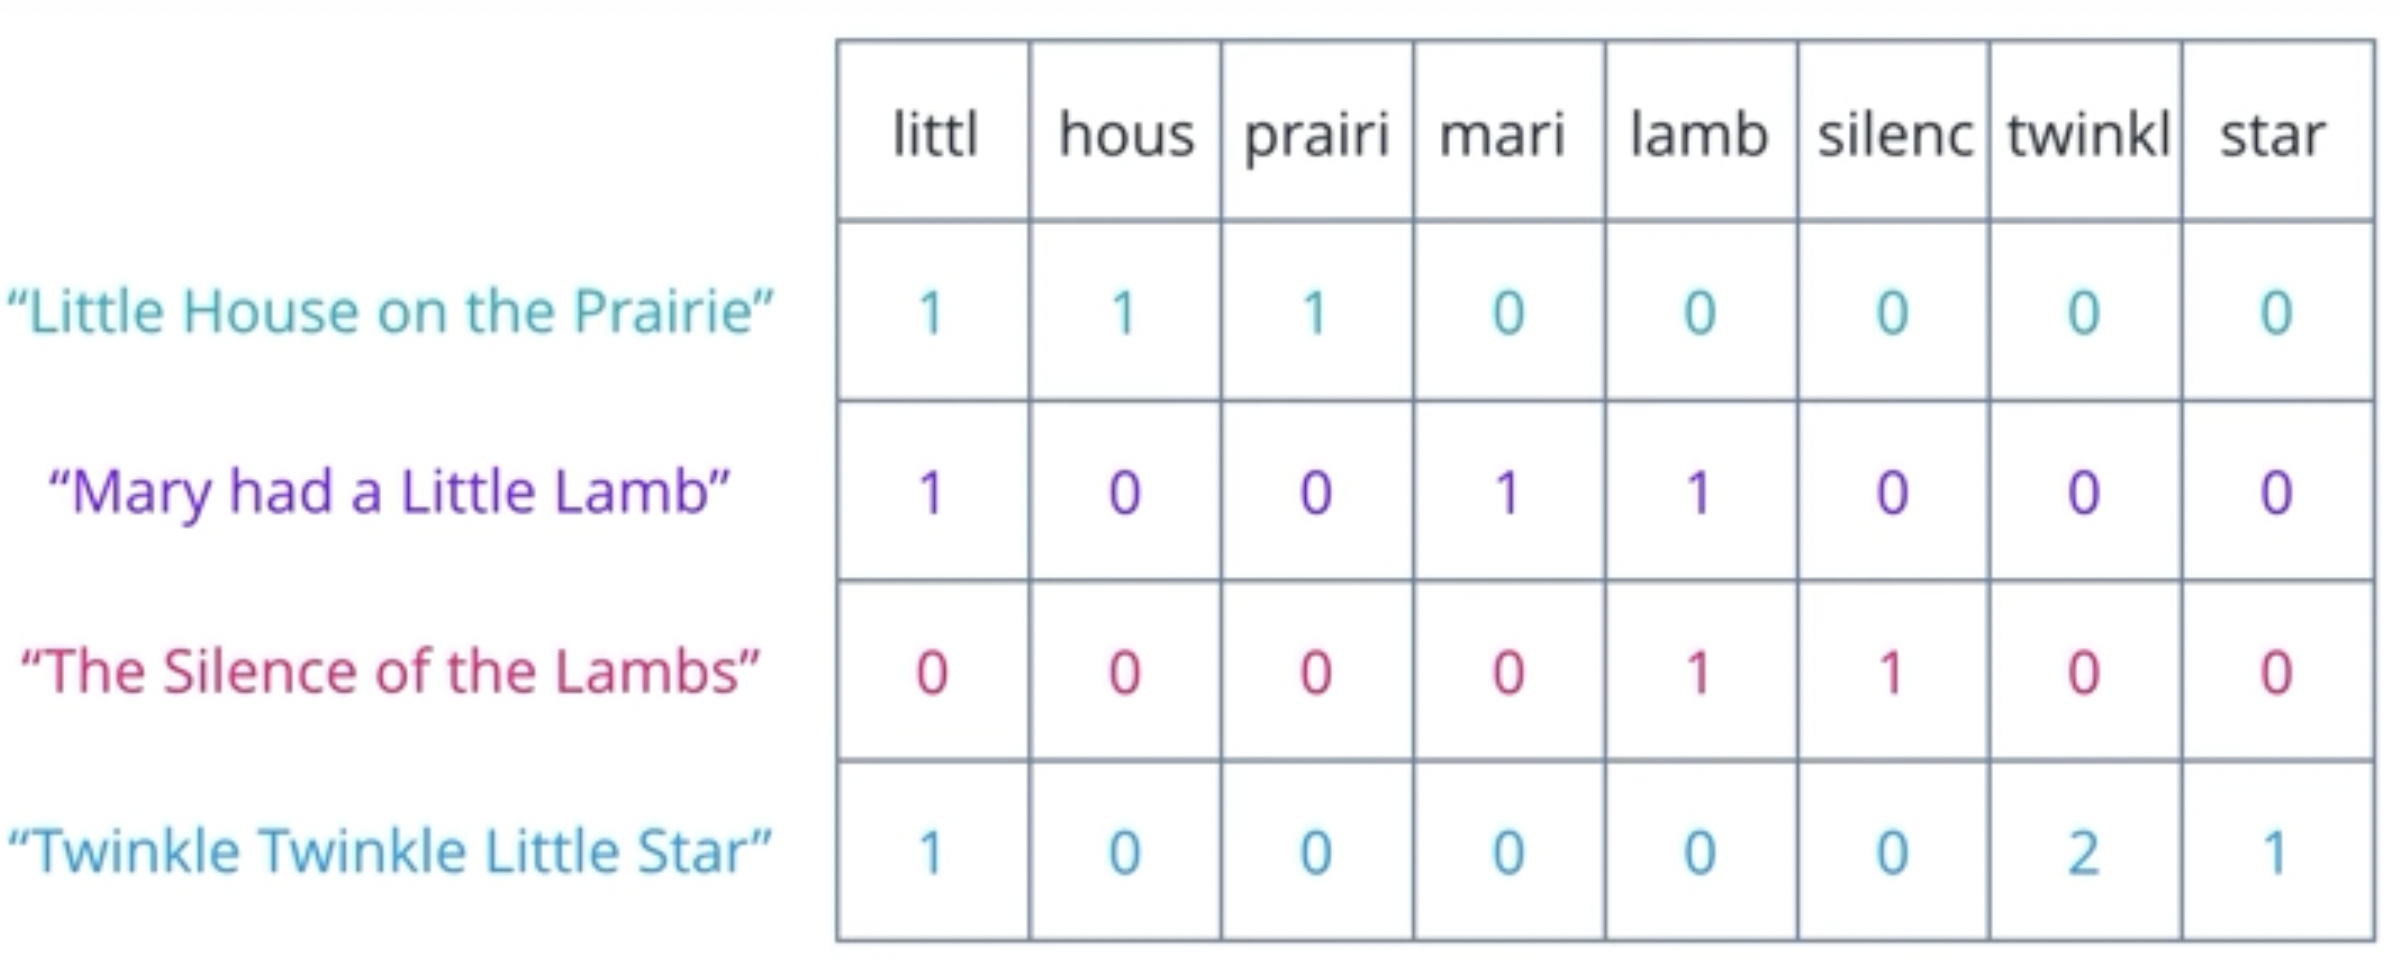 littl hous prairi mari lamb silenc twinkl star
“Little House on the Prairie” 1 1 1 0 0 0 0 0
“Mary had a Little Lamb” 1 0 0 1 1 0 0 0
“The Silence of the Lambs” 0 0 0 0 1 1 0 0
“Twinkle Twinkle Little Star” 1 0 0 0 0 0 2 1